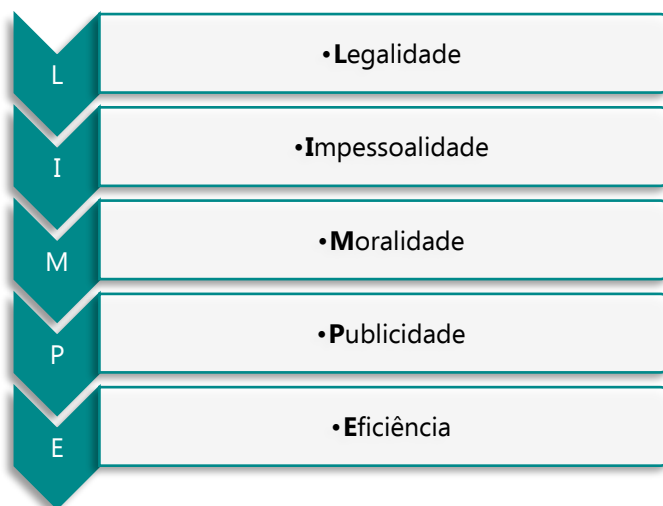 L
•Legalidade
I
•Impessoalidade
M
•Moralidade
P
•Publicidade
E
•Eficiência